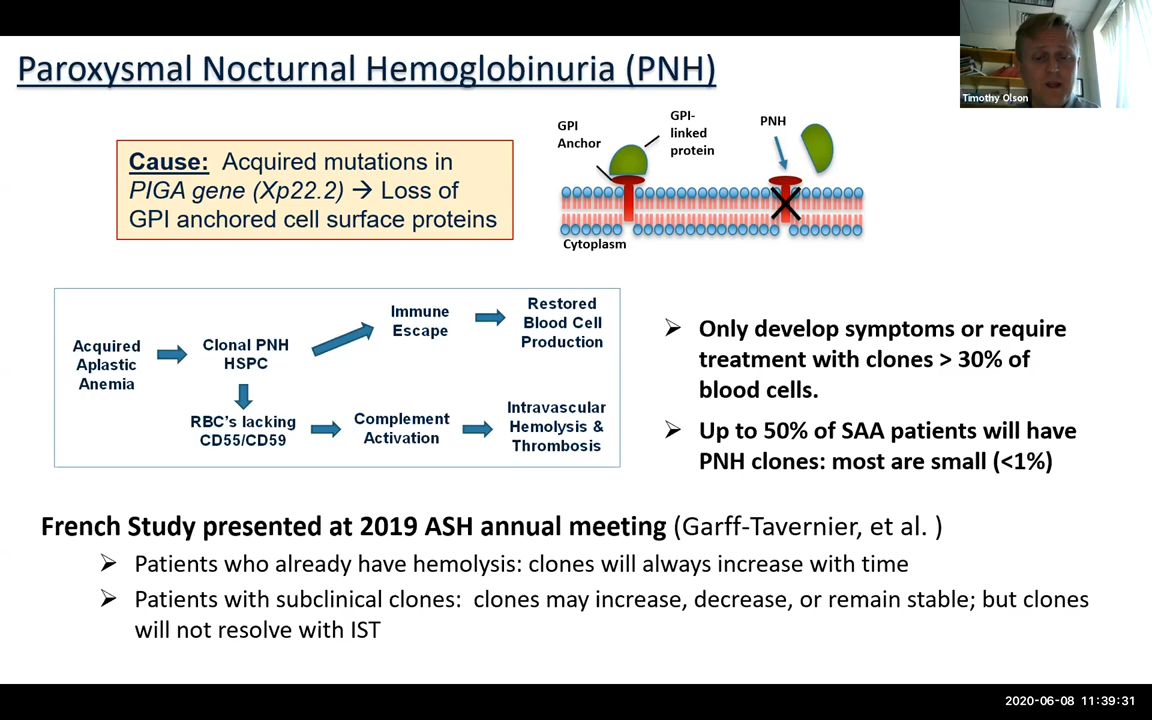 Paroxysmal Nocturnal Hemoglobinuria (PNH)
Timothy Olson
Cause: Acquired mutations in
PIGA gene (Xp22.2) → Loss of
GPI anchored cell surface proteins
GPI
Anchor
GPI-
linked
protein
PNH
Cytoplasm
Acquired
Aplastic
Anemia
Clonal PNH
HSPC
Immune
Escape
Restored
Blood Cell
Production
RBC's lacking
CD55/CD59
Complement
Activation
Intravascular
Hemolysis &
Thrombosis
➢ Only develop symptoms or require
treatment with clones > 30% of
blood cells.
➢ Up to 50% of SAA patients will have
PNH clones: most are small (<1%)
French Study presented at 2019 ASH annual meeting (Garff-Tavernier, et al. )
➢ Patients who already have hemolysis: clones will always increase with time
➢ Patients with subclinical clones: clones may increase, decrease, or remain stable; but clones
will not resolve with IST
2020-06-08 11:39:31